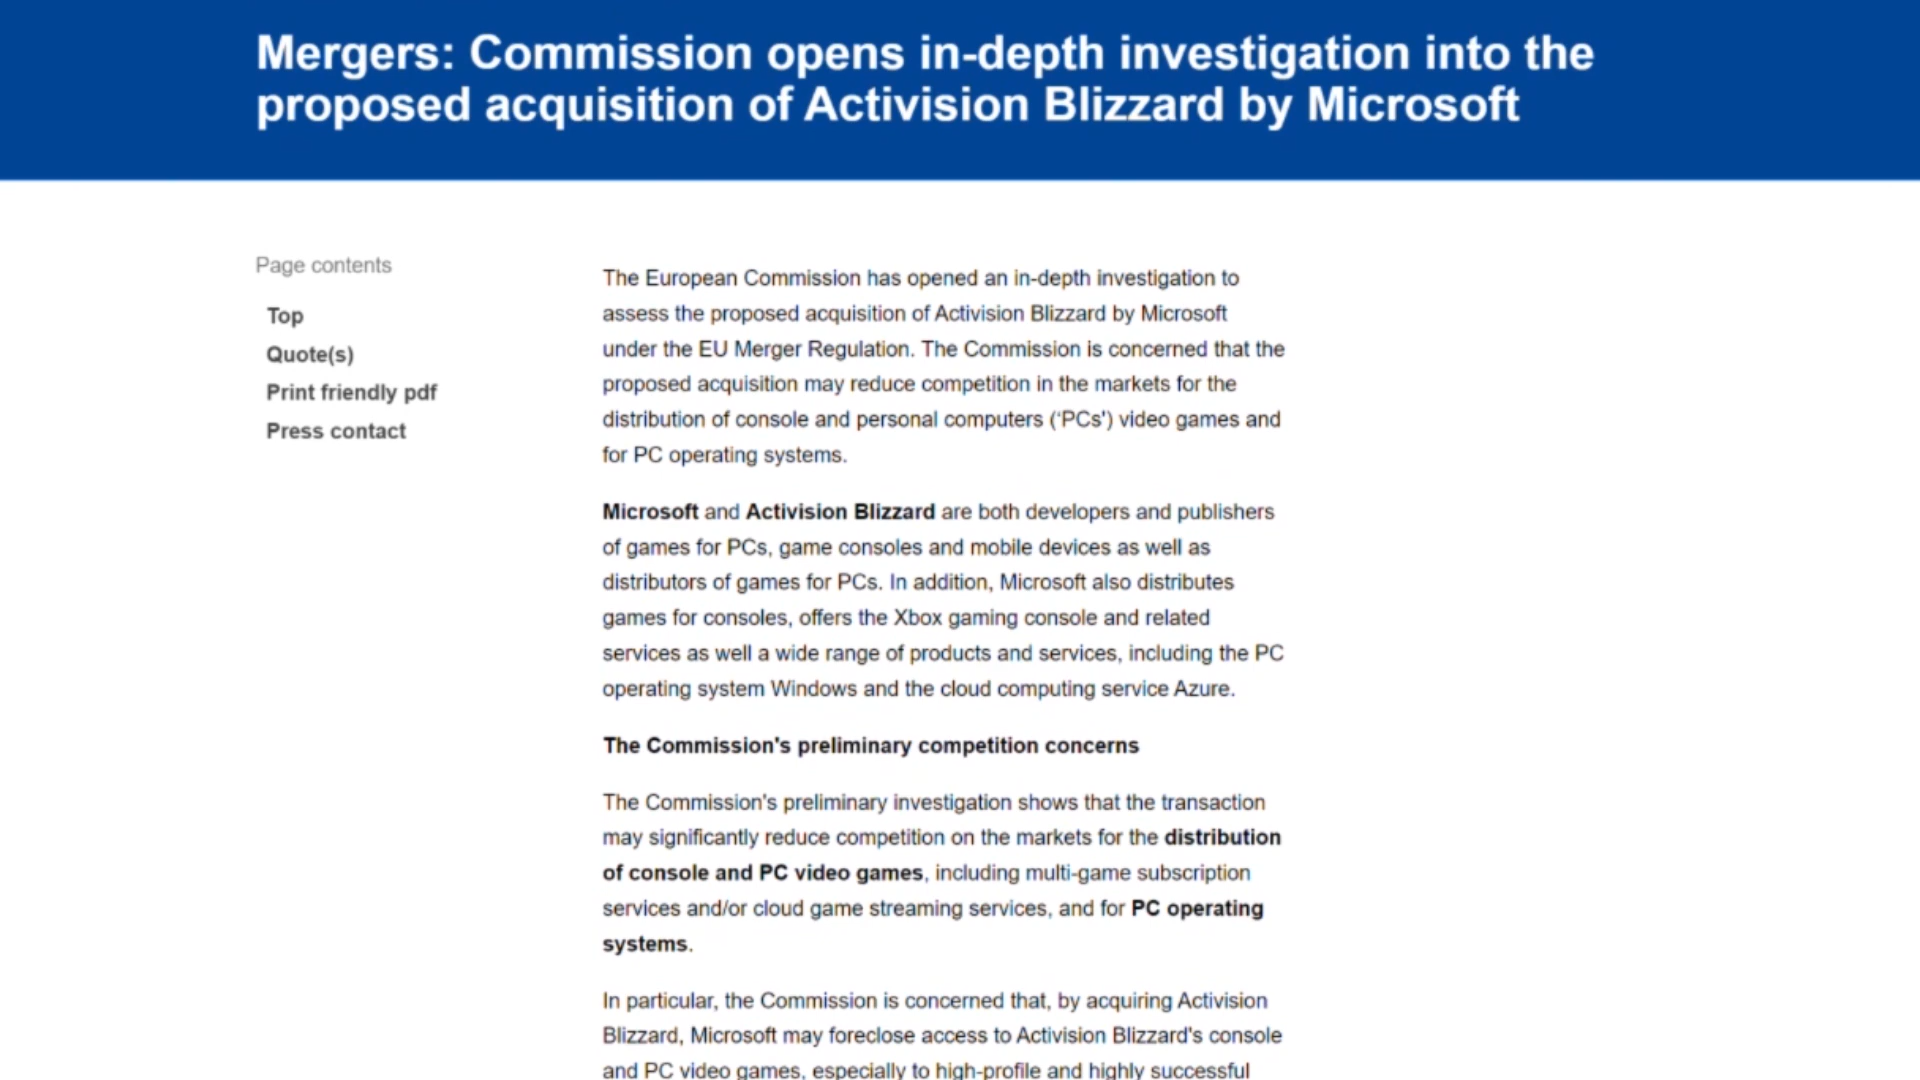 Mergers: Commission opens in-depth investigation into the
proposed acquisition of Activision Blizzard by Microsoft
Page contents
Top
Quote(s)
Print friendly pdf
Press contact
The European Commission has opened an in-depth investigation to
assess the proposed acquisition of Activision Blizzard by Microsoft
under the EU Merger Regulation. The Commission is concerned that the
proposed acquisition may reduce competition in the markets for the
distribution of console and personal computers (‘PCs') video games and
for PC operating systems.
Microsoft and Activision Blizzard are both developers and publishers
of games for PCs, game consoles and mobile devices as well as
distributors of games for PCs. In addition, Microsoft also distributes
games for consoles, offers the Xbox gaming console and related
services as well a wide range of products and services, including the PC
operating system Windows and the cloud computing service Azure.
The Commission's preliminary competition concerns
The Commission's preliminary investigation shows that the transaction
may significantly reduce competition on the markets for the distribution
of console and PC video games, including multi-game subscription
services and/or cloud game streaming services, and for PC operating
systems.
In particular, the Commission is concerned that, by acquiring Activision
Blizzard, Microsoft may foreclose access to Activision Blizzard's console
and PC video games, especially to high-profile and highly successful